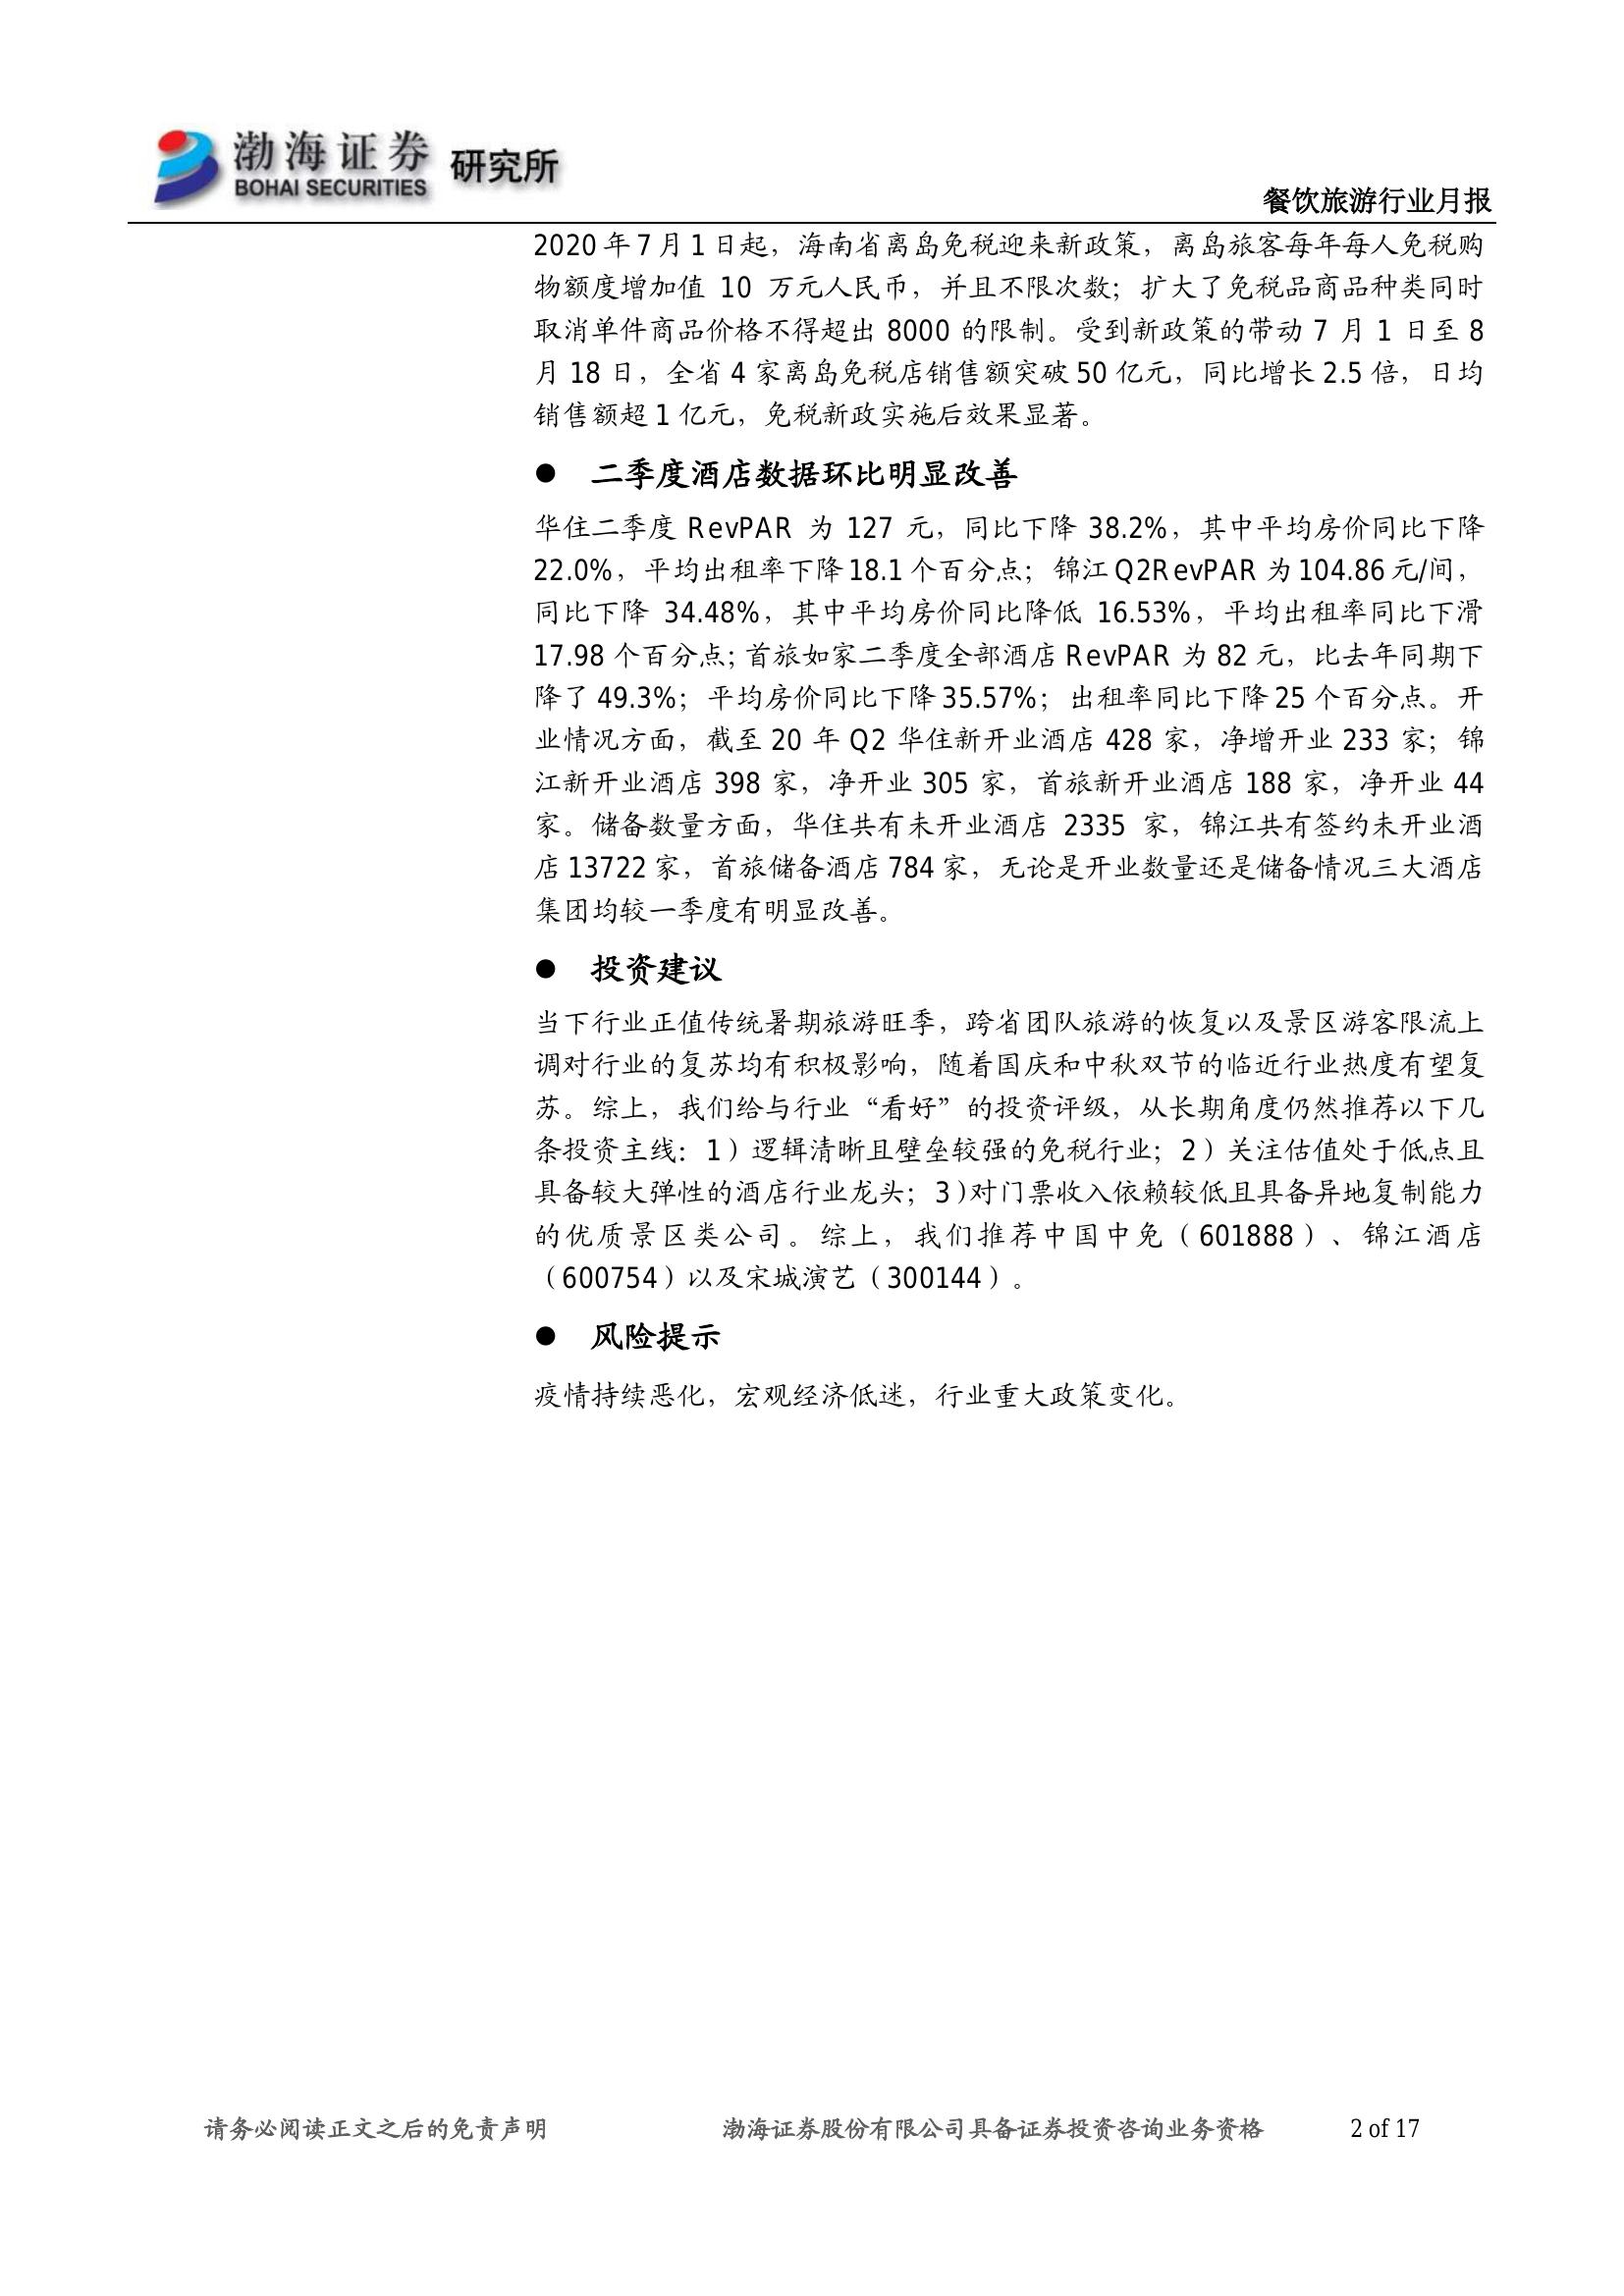 渤海证券 研究所
BOHAI SECURITIES
餐饮旅游行业月报
2020 年 7 月 1 日起，海南省离岛免税迎来新政策，离岛旅客每年每人免税购
物额度增加值 10 万元人民币，并且不限次数；扩大了免税品商品种类同时
取消单件商品价格不得超出 8000 的限制。受到新政策的带动 7 月 1 日至 8
月 18 日，全省 4 家离岛免税店销售额突破 50 亿元，同比增长 2.5 倍，日均
销售额超 1 亿元，免税新政实施后效果显著。
● 二季度酒店数据环比明显改善
华住二季度 RevPAR 为 127 元，同比下降 38.2%，其中平均房价同比下降
22.0%，平均出租率下降 18.1 个百分点；锦江 Q2RevPAR 为 104.86 元/间，
同比下降 34.48%，其中平均房价同比降低 16.53%，平均出租率同比下滑
17.98 个百分点；首旅如家二季度全部酒店 RevPAR 为 82 元，比去年同期下
降了 49.3%；平均房价同比下降 35.57%；出租率同比下降 25 个百分点。开
业情况方面，截至 20 年 Q2 华住新开业酒店 428 家，净增开业 233 家；锦
江新开业酒店 398 家，净开业 305 家，首旅新开业酒店 188 家，净开业 44
家。储备数量方面，华住共有未开业酒店 2335 家，锦江共有签约未开业酒
店 13722 家，首旅储备酒店 784 家，无论是开业数量还是储备情况三大酒店
集团均较一季度有明显改善。
● 投资建议
当下行业正值传统暑期旅游旺季，跨省团队旅游的恢复以及景区游客限流上
调对行业的复苏均有积极影响，随着国庆和中秋双节的临近行业热度有望复
苏。综上，我们给与行业“看好”的投资评级，从长期角度仍然推荐以下几
条投资主线：1）逻辑清晰且壁垒较强的免税行业；2）关注估值处于低点且
具备较大弹性的酒店行业龙头；3）对门票收入依赖较低且具备异地复制能力
的优质景区类公司。综上，我们推荐中国中免（601888）、锦江酒店
（600754）以及宋城演艺（300144）。
● 风险提示
疫情持续恶化，宏观经济低迷，行业重大政策变化。
请务必阅读正文之后的免责声明 渤海证券股份有限公司具备证券投资咨询业务资格 2 of 17